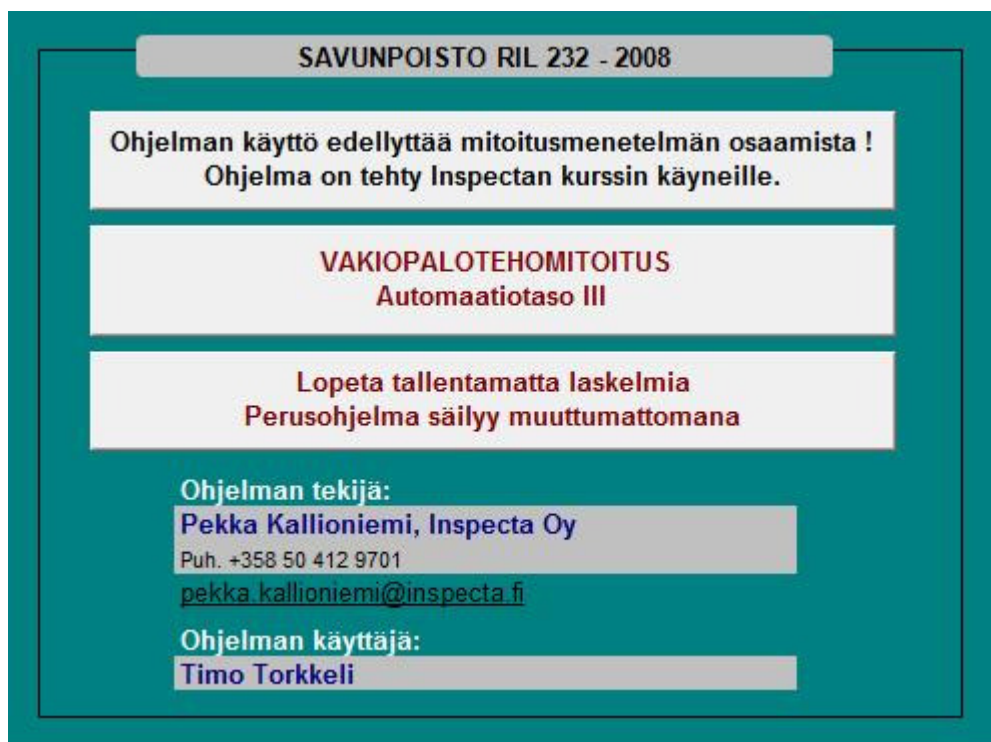 SAVUNPOISTO RIL 232 - 2008
Ohjelman käyttö edellyttää mitoitusmenetelmän osaamista !
Ohjelma on tehty Inspectan kurssin käyneille.
VAKIOPALOTEHOMITOITUS
Automaatiotaso III
Lopeta tallentamatta laskelmia
Perusohjelma säilyy muuttumattomana
Ohjelman tekijä:
Pekka Kallioniemi, Inspecta Oy
Puh. +358 50 412 9701
pekka.kallioniemi@inspecta.fi
Ohjelman käyttäjä:
Timo Torkkeli